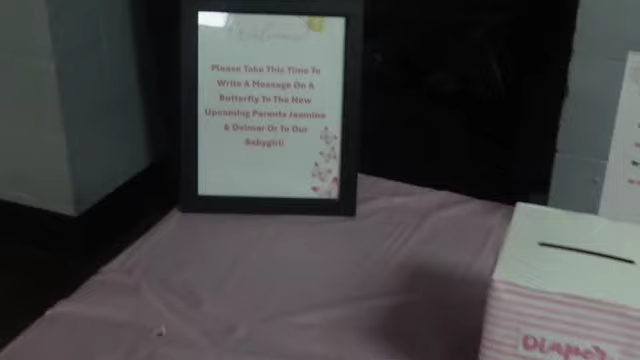 Welcome
Please Take This Time To
Write A Message On A
Butterfly To The New
Upcoming Parents Jasmine
& Delmar Or To Our
Babygirl!
Diaper